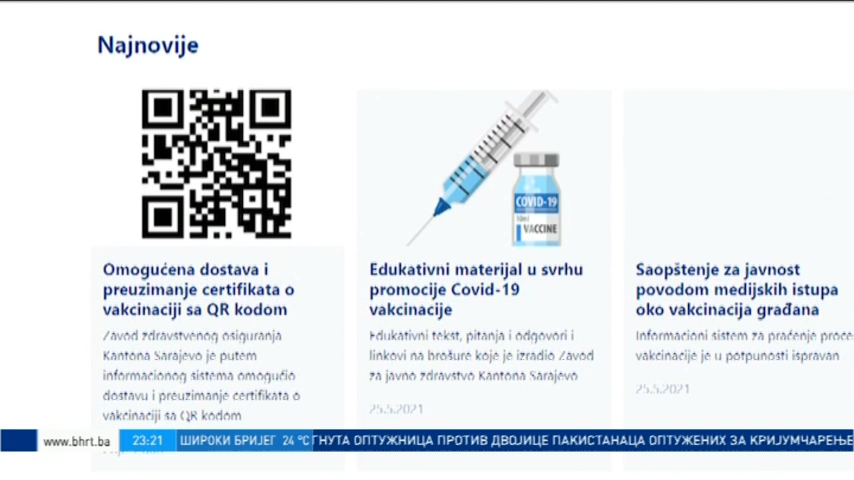 Najnovije
COVID-19
10ml
VACCINE
Omogućena dostava i
preuzimanje certifikata o
vakcinaciji sa QR kodom
Zavod zdravstvenog osiguranja
Kantona Sarajevo je putem
informacionog sistema omogućio
dostavu i preuzimanje certifikata o
vakcinaciji sa QR kodom
Edukativni materijal u svrhu
promocije Covid-19
vakcinacije
Edukativni tekst, pitanja i odgovori i
linkovi na brošure koje je izradio Zavod
za javno zdravstvo Kantona Sarajevo
25.5.2021
Saopštenje za javnost
povodom medijskih istupa
oko vakcinacija građana
Informacioni sistem za praćenje proce
vakcinacije je u potpunosti ispravan
25.5.2021
www.bhrt.ba 23:21 ШИРОКИ БРИЈЕГ 24 °C ГНУТА ОПТУЖНИЦА ПРОТИВ ДВОЈИЦЕ ПАКИСТАНАЦА ОПТУЖЕНИХ ЗА КРИЈУМЧАРЕЊЕ